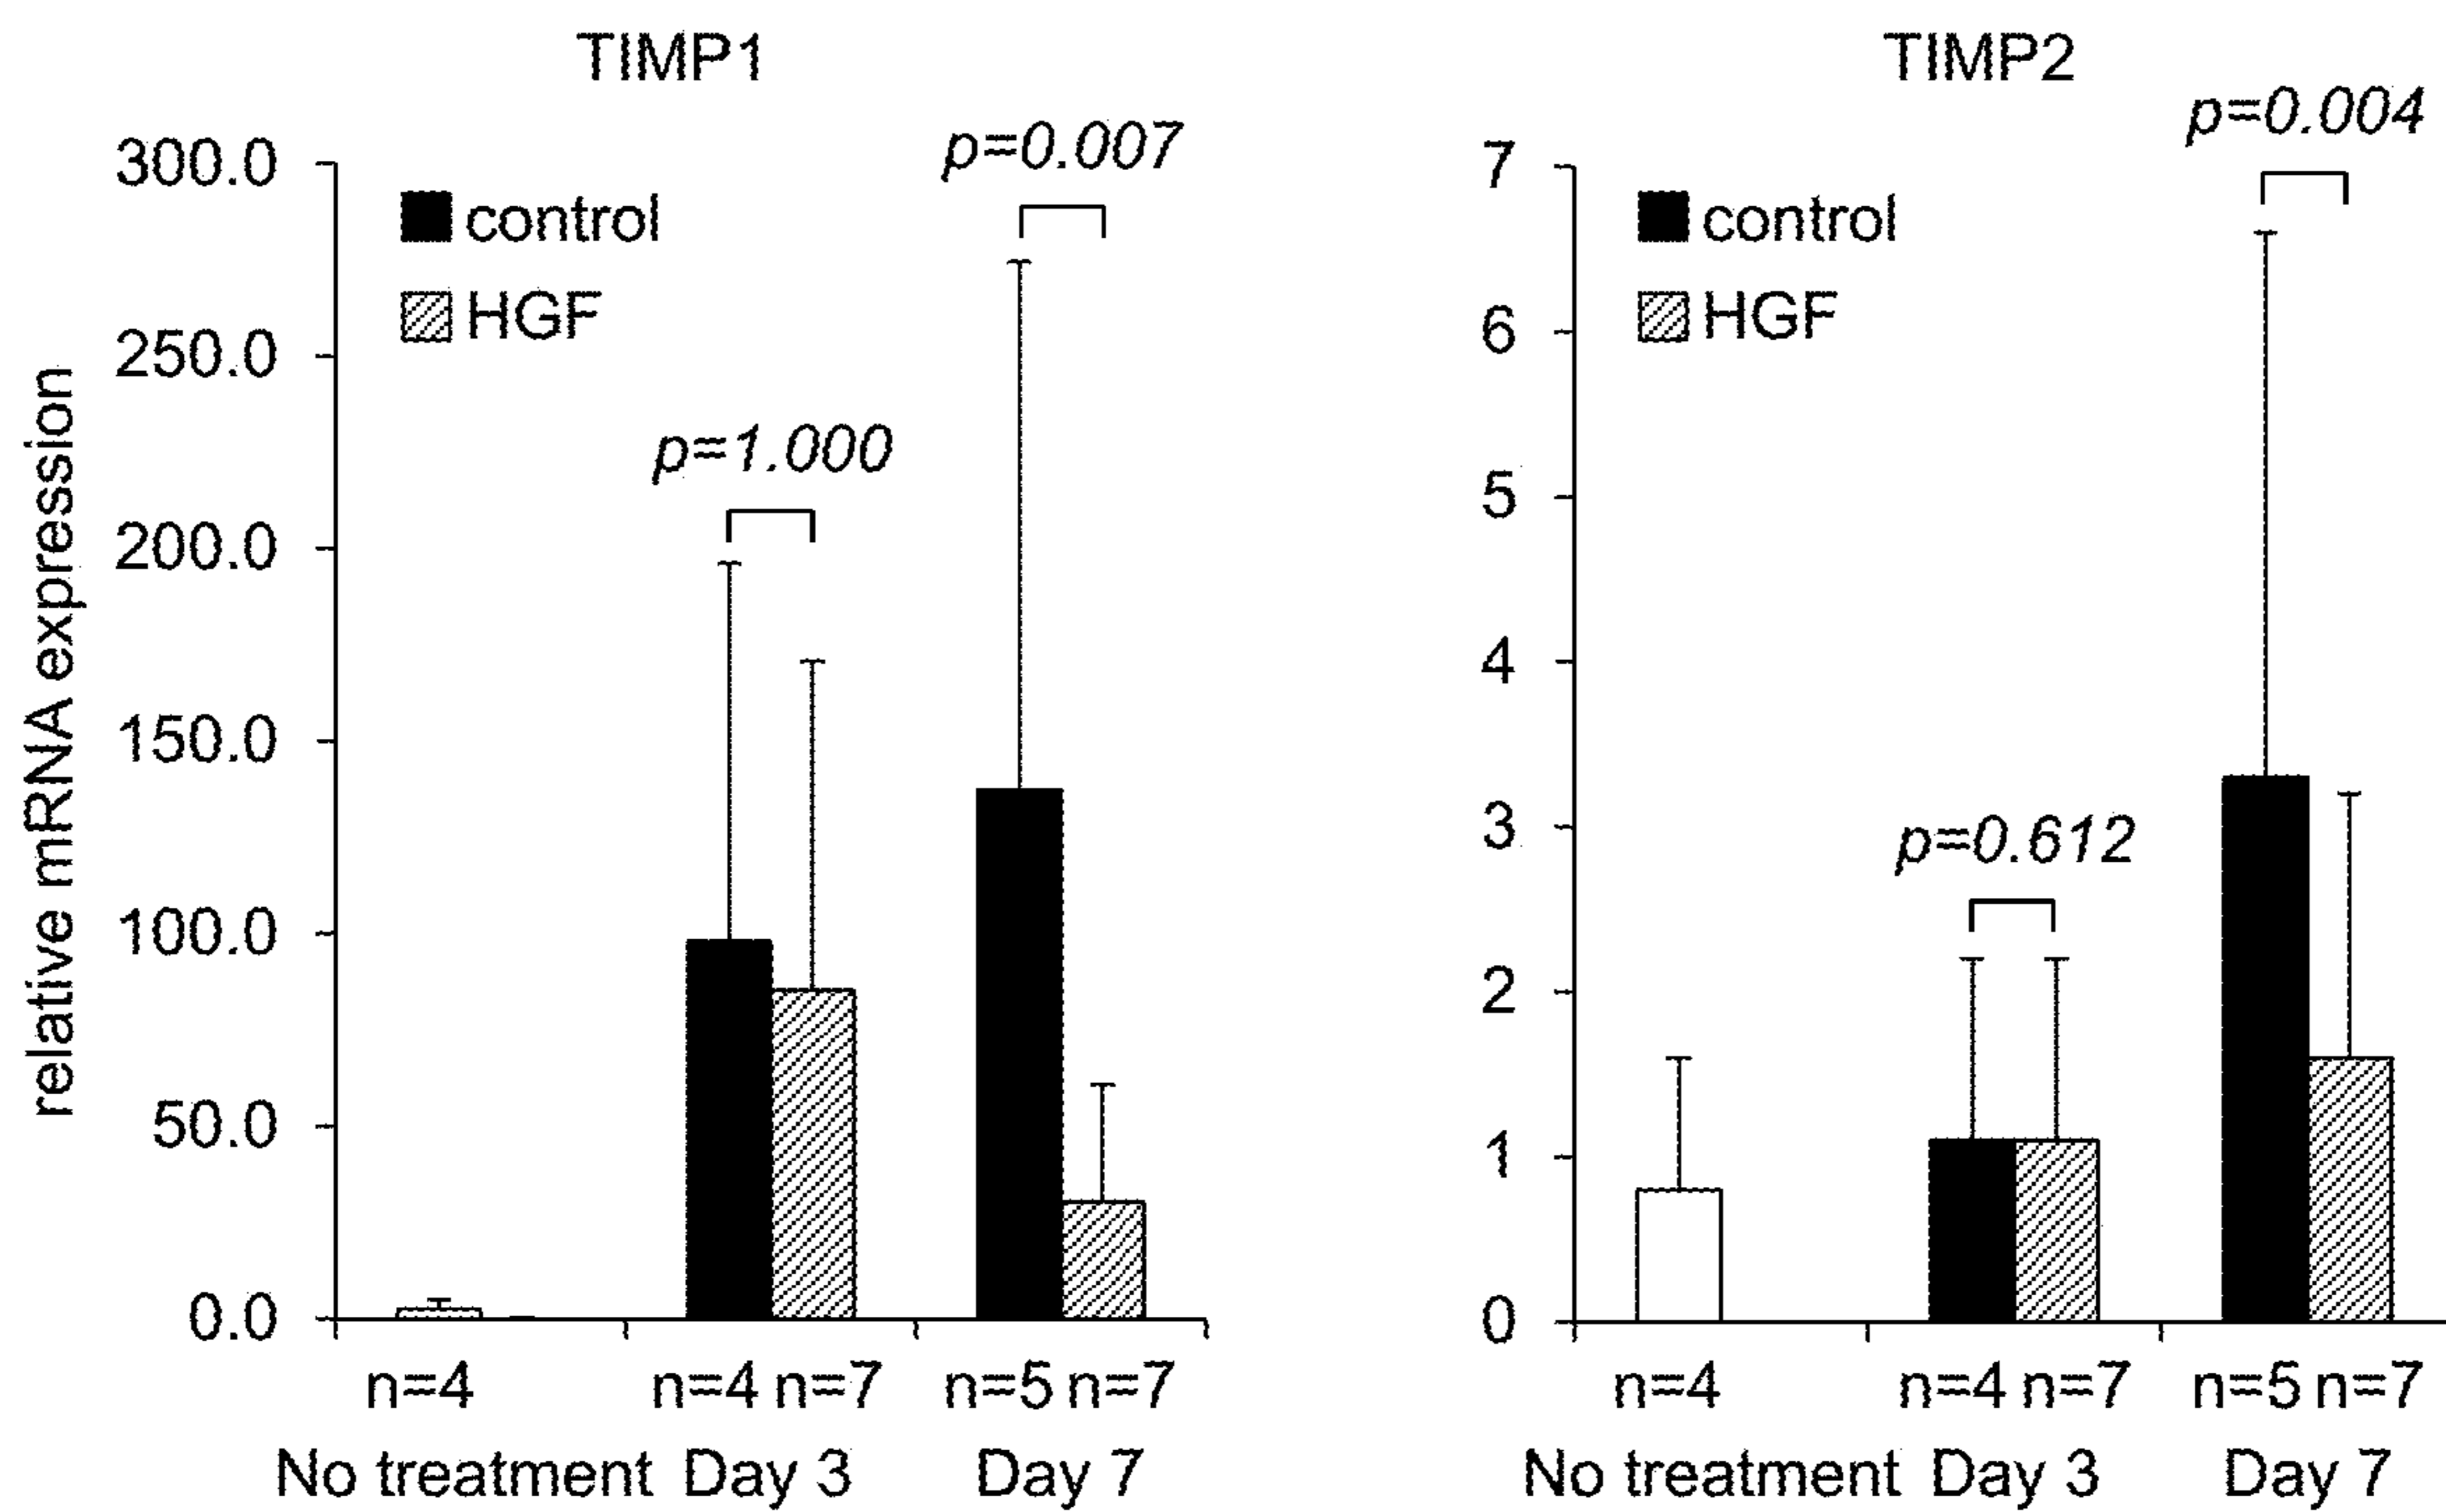 TIMP1
p=0.007
300.0
control
HGF
250.0
p=1.000
200.0
150.0
100.0
50.0
0.0
relative mRNA expression
n=4 n=4 n=7 n=5 n=7
No treatment Day 3 Day 7
TIMP2
p=0.004
7
control
HGF
6
5
4
3
p=0.612
2
1
0
n=4 n=4 n=7 n=5 n=7
No treatment Day 3 Day 7